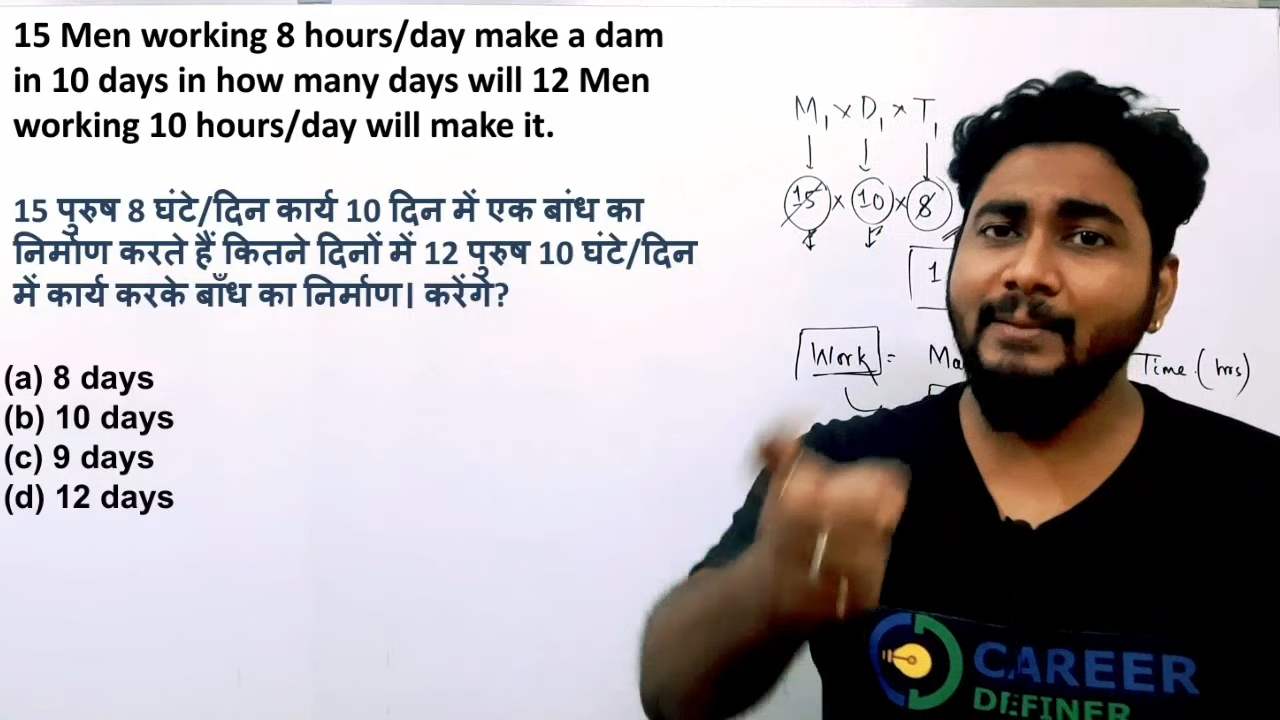 15 Men working 8 hours/day make a dam
in 10 days in how many days will 12 Men
working 10 hours/day will make it.
15 पुरुष 8 घंटे/दिन कार्य 10 दिन में एक बांध का
निर्माण करते हैं कितने दिनों में 12 पुरुष 10 घंटे/दिन
में कार्य करके बाँध का निर्माण। करेंगे?
(a) 8 days
(b) 10 days
(c) 9 days
(d) 12 days
M₁ × D₁ × T₁
15 × 10 × 8
1
Work = Ma
Time (hrs)
CAREER
DEFINER